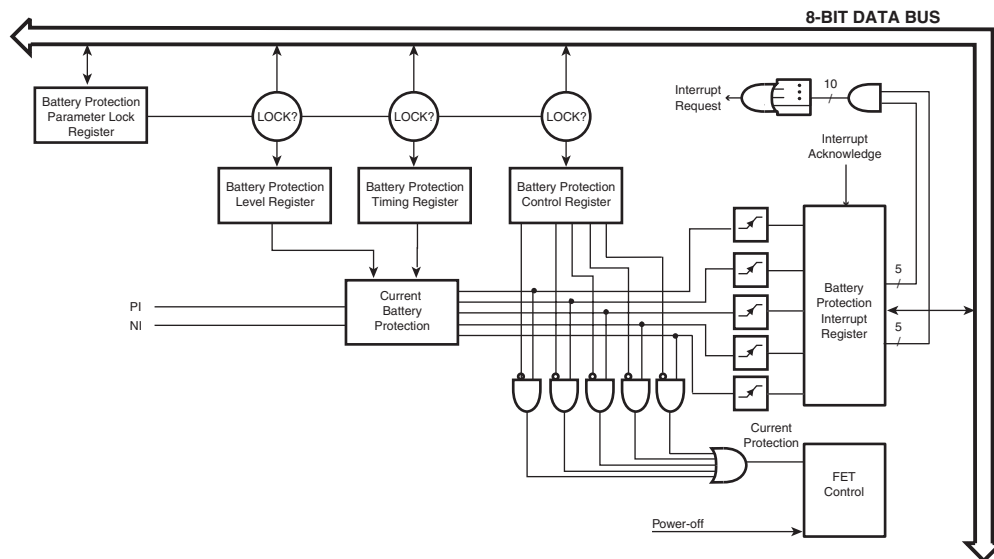 8-BIT DATA BUS
Battery Protection
Parameter Lock
Register
LOCK?
LOCK?
LOCK?
Interrupt
Request
10
Interrupt
Acknowledge
Battery Protection
Level Register
Battery Protection
Timing Register
Battery Protection
Control Register
PI
NI
Current
Battery
Protection
Battery
Protection
Interrupt
Register
5
5
Current
Protection
FET
Control
Power-off